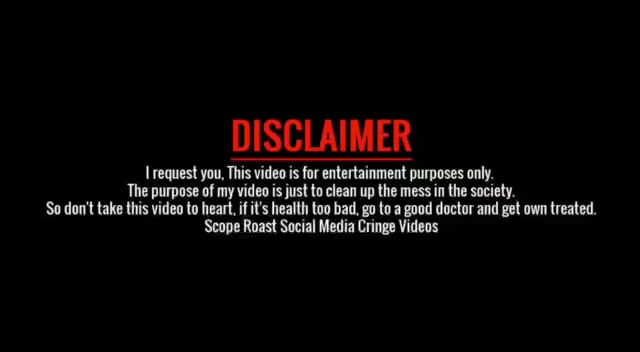 DISCLAIMER
I request you, This video is for entertainment purposes only.
The purpose of my video is just to clean up the mess in the society.
So don't take this video to heart, if it's health too bad, go to a good doctor and get own treated.
Scope Roast Social Media Cringe Videos